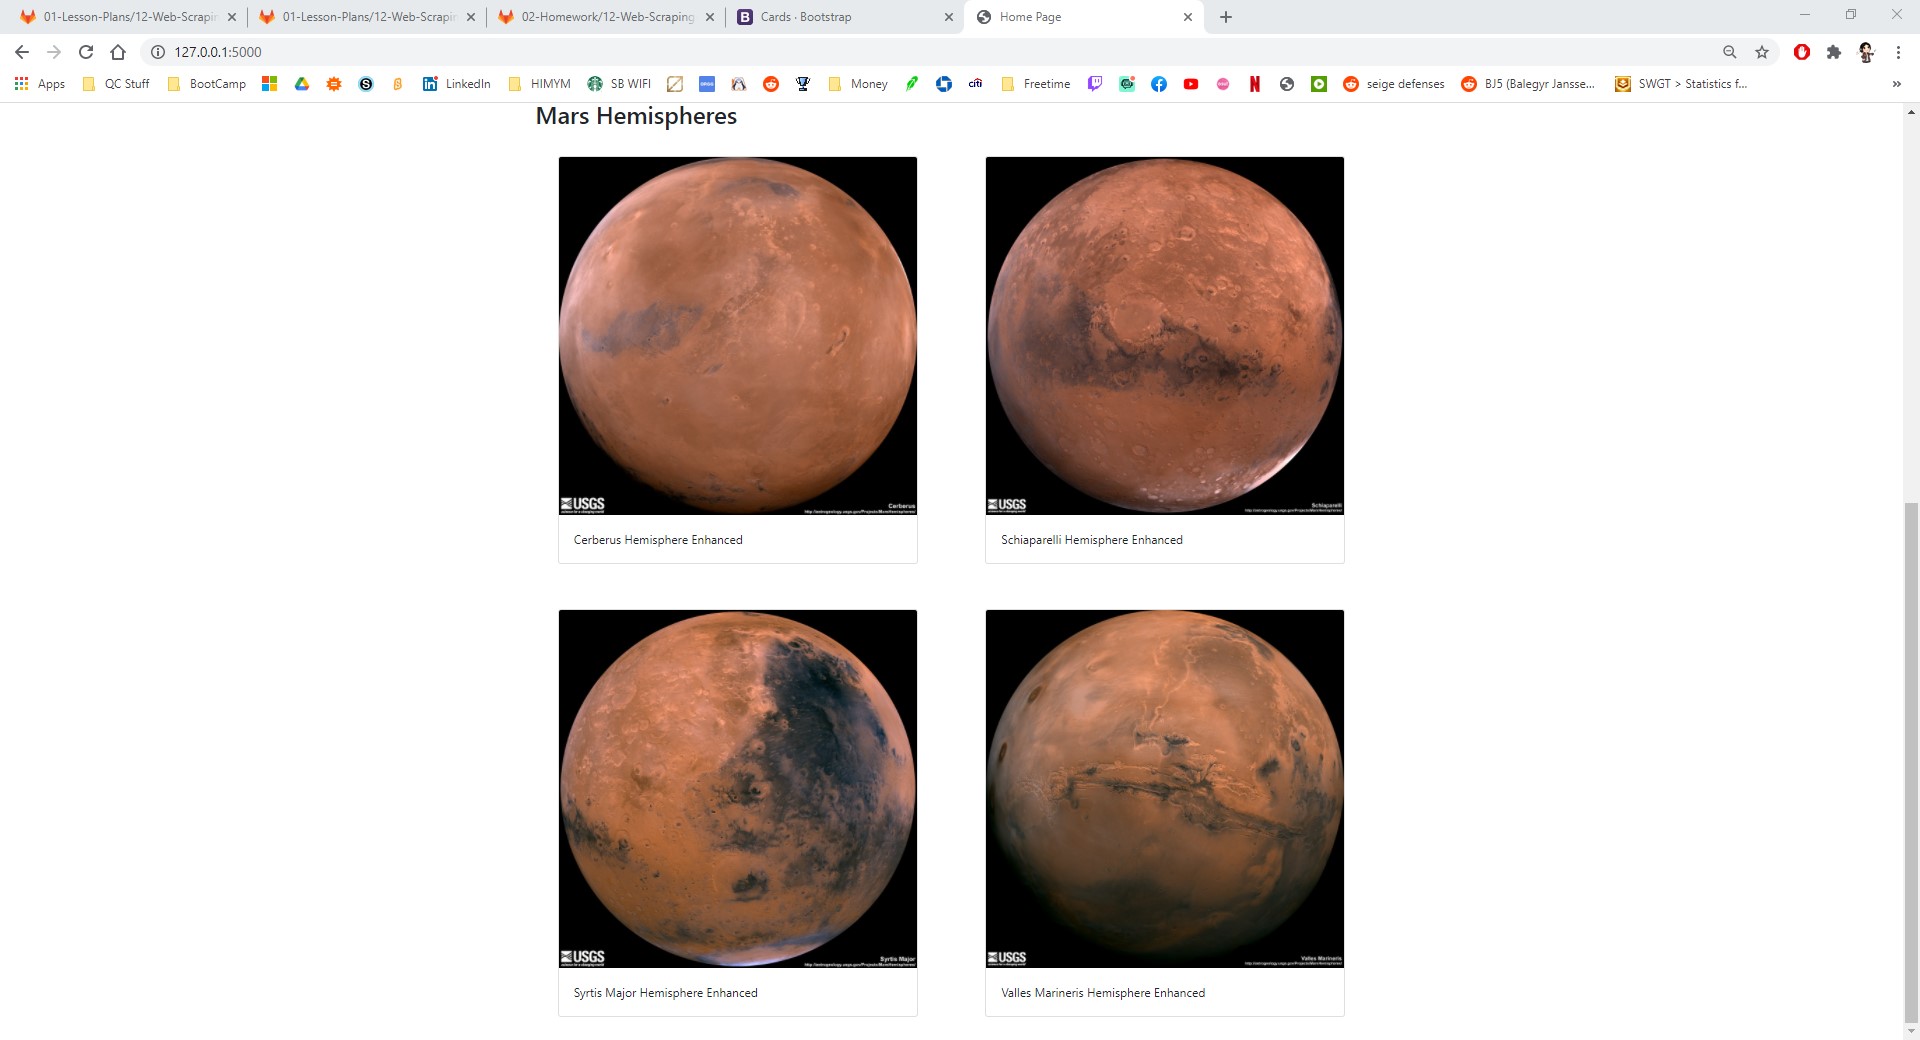 01-Lesson-Plans/12-Web-Scrapin
01-Lesson-Plans/12-Web-Scrapin
02-Homework/12-Web-Scraping
Cards · Bootstrap
Home Page
127.0.0.1:5000
Apps
QC Stuff
BootCamp
LinkedIn
HIMYM
SB WIFI
Money
citi
Freetime
seige defenses
BJ5 (Balegyr Jansse...
SWGT > Statistics f...
Mars Hemispheres
USGS
Cerberus
USGS
Schiaparelli
Cerberus Hemisphere Enhanced
Schiaparelli Hemisphere Enhanced
USGS
Syrtis Major
USGS
Valles Marineris
Syrtis Major Hemisphere Enhanced
Valles Marineris Hemisphere Enhanced